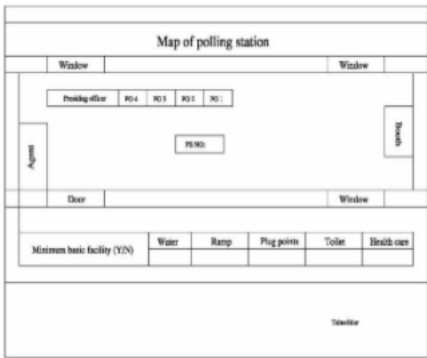 Map of polling station
Window Window
Presiding officer PO 4 PO 3 PO 2 PO 1
Booth
Agent
PS NO:
Door Window
Minimum basic facility (Y/N) Water Ramp Plug points Toilet Health care